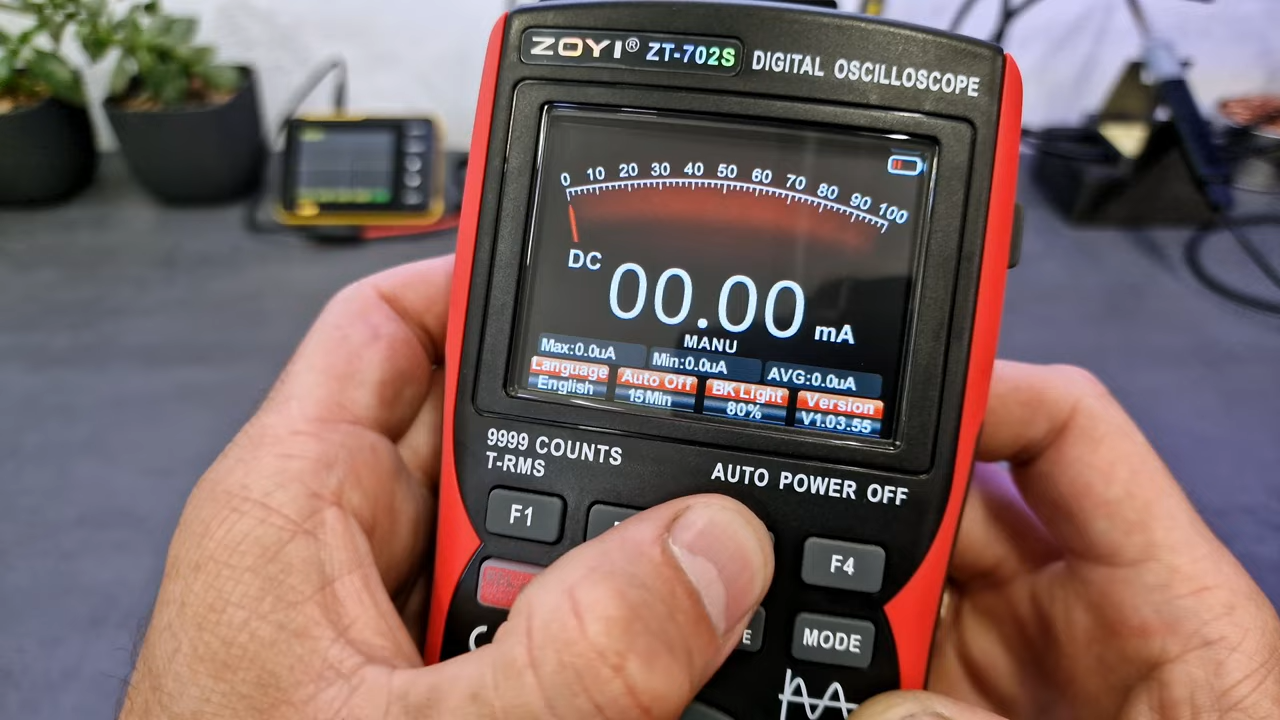 ZOYI® ZT-702S DIGITAL OSCILLOSCOPE
0 10 20 30 40 50 60 70 80 90 100
DC 00.00 mA
MANU
Max:0.0uA Min:0.0uA AVG:0.0uA
Language Auto Off BK Light Version
English 15Min 80% V1.03.55
9999 COUNTS
T-RMS
AUTO POWER OFF
F1 F4
MODE